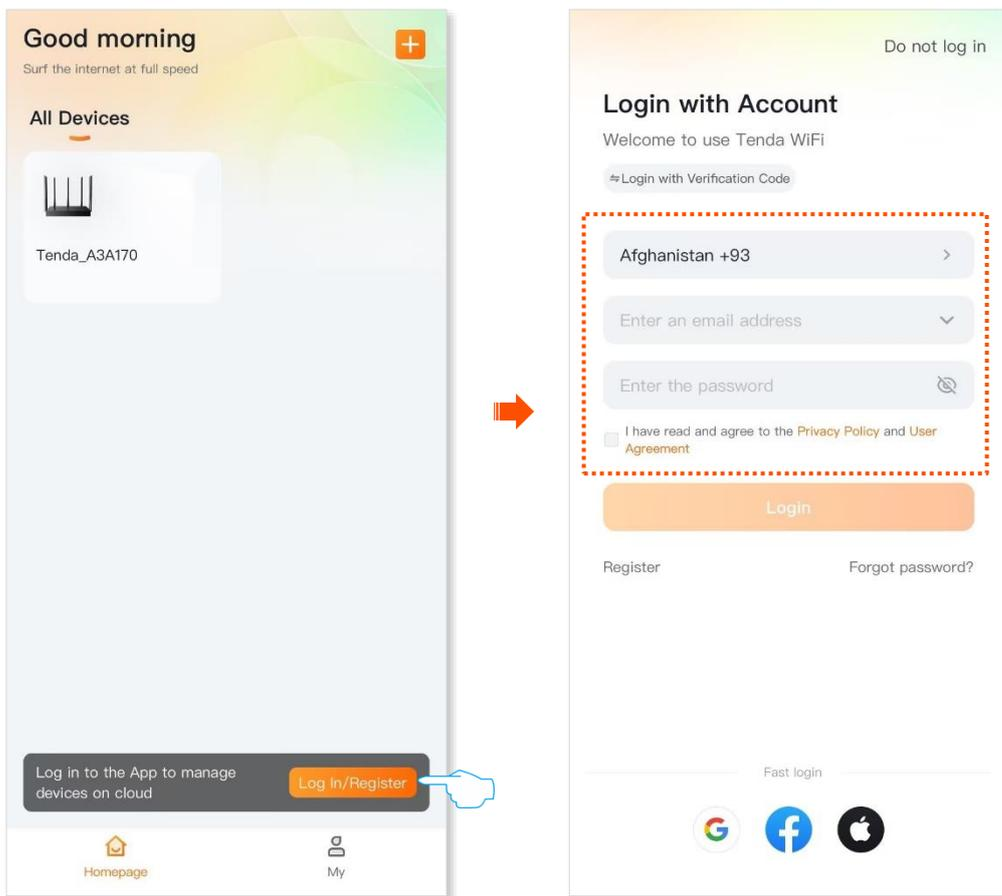 Good morning
Surf the internet at full speed
All Devices
Tenda_A3A170
Log in to the App to manage
devices on cloud
Log In/Register
Homepage
My
Do not log in
Login with Account
Welcome to use Tenda WiFi
Login with Verification Code
Afghanistan +93
Enter an email address
Enter the password
I have read and agree to the Privacy Policy and User
Agreement
Login
Register
Forgot password?
Fast login